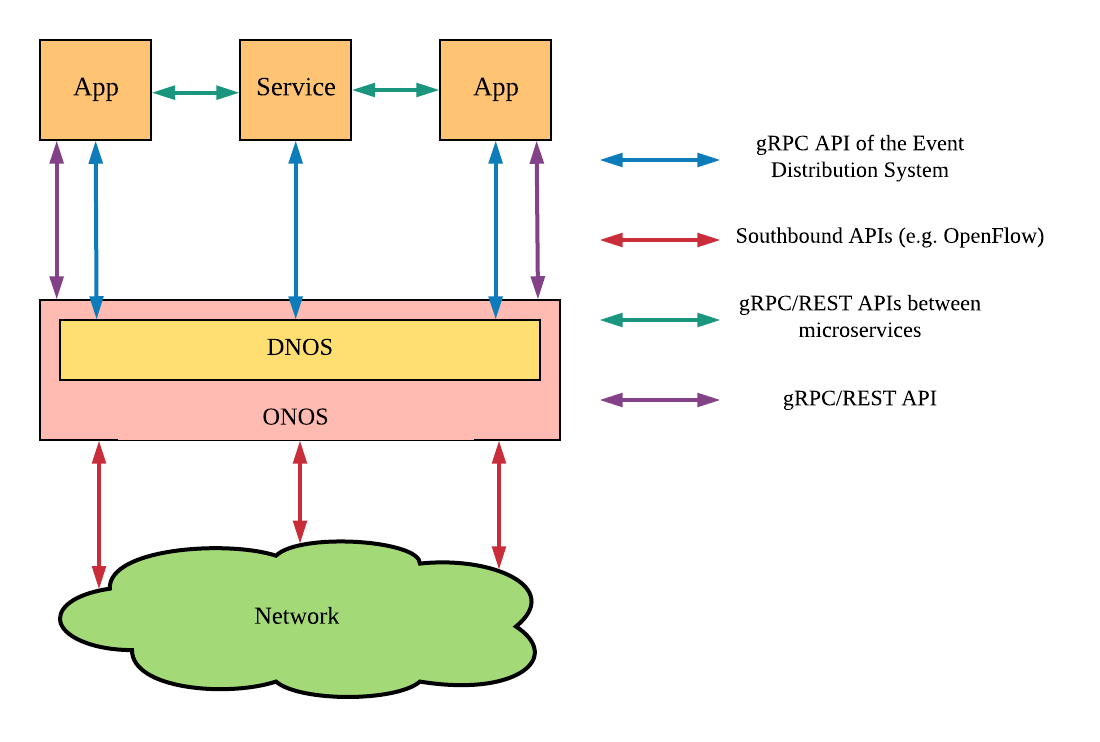 App
Service
App
gRPC API of the Event
Distribution System
Southbound APIs (e.g. OpenFlow)
gRPC/REST APIs between
microservices
gRPC/REST API
DNOS
ONOS
Network